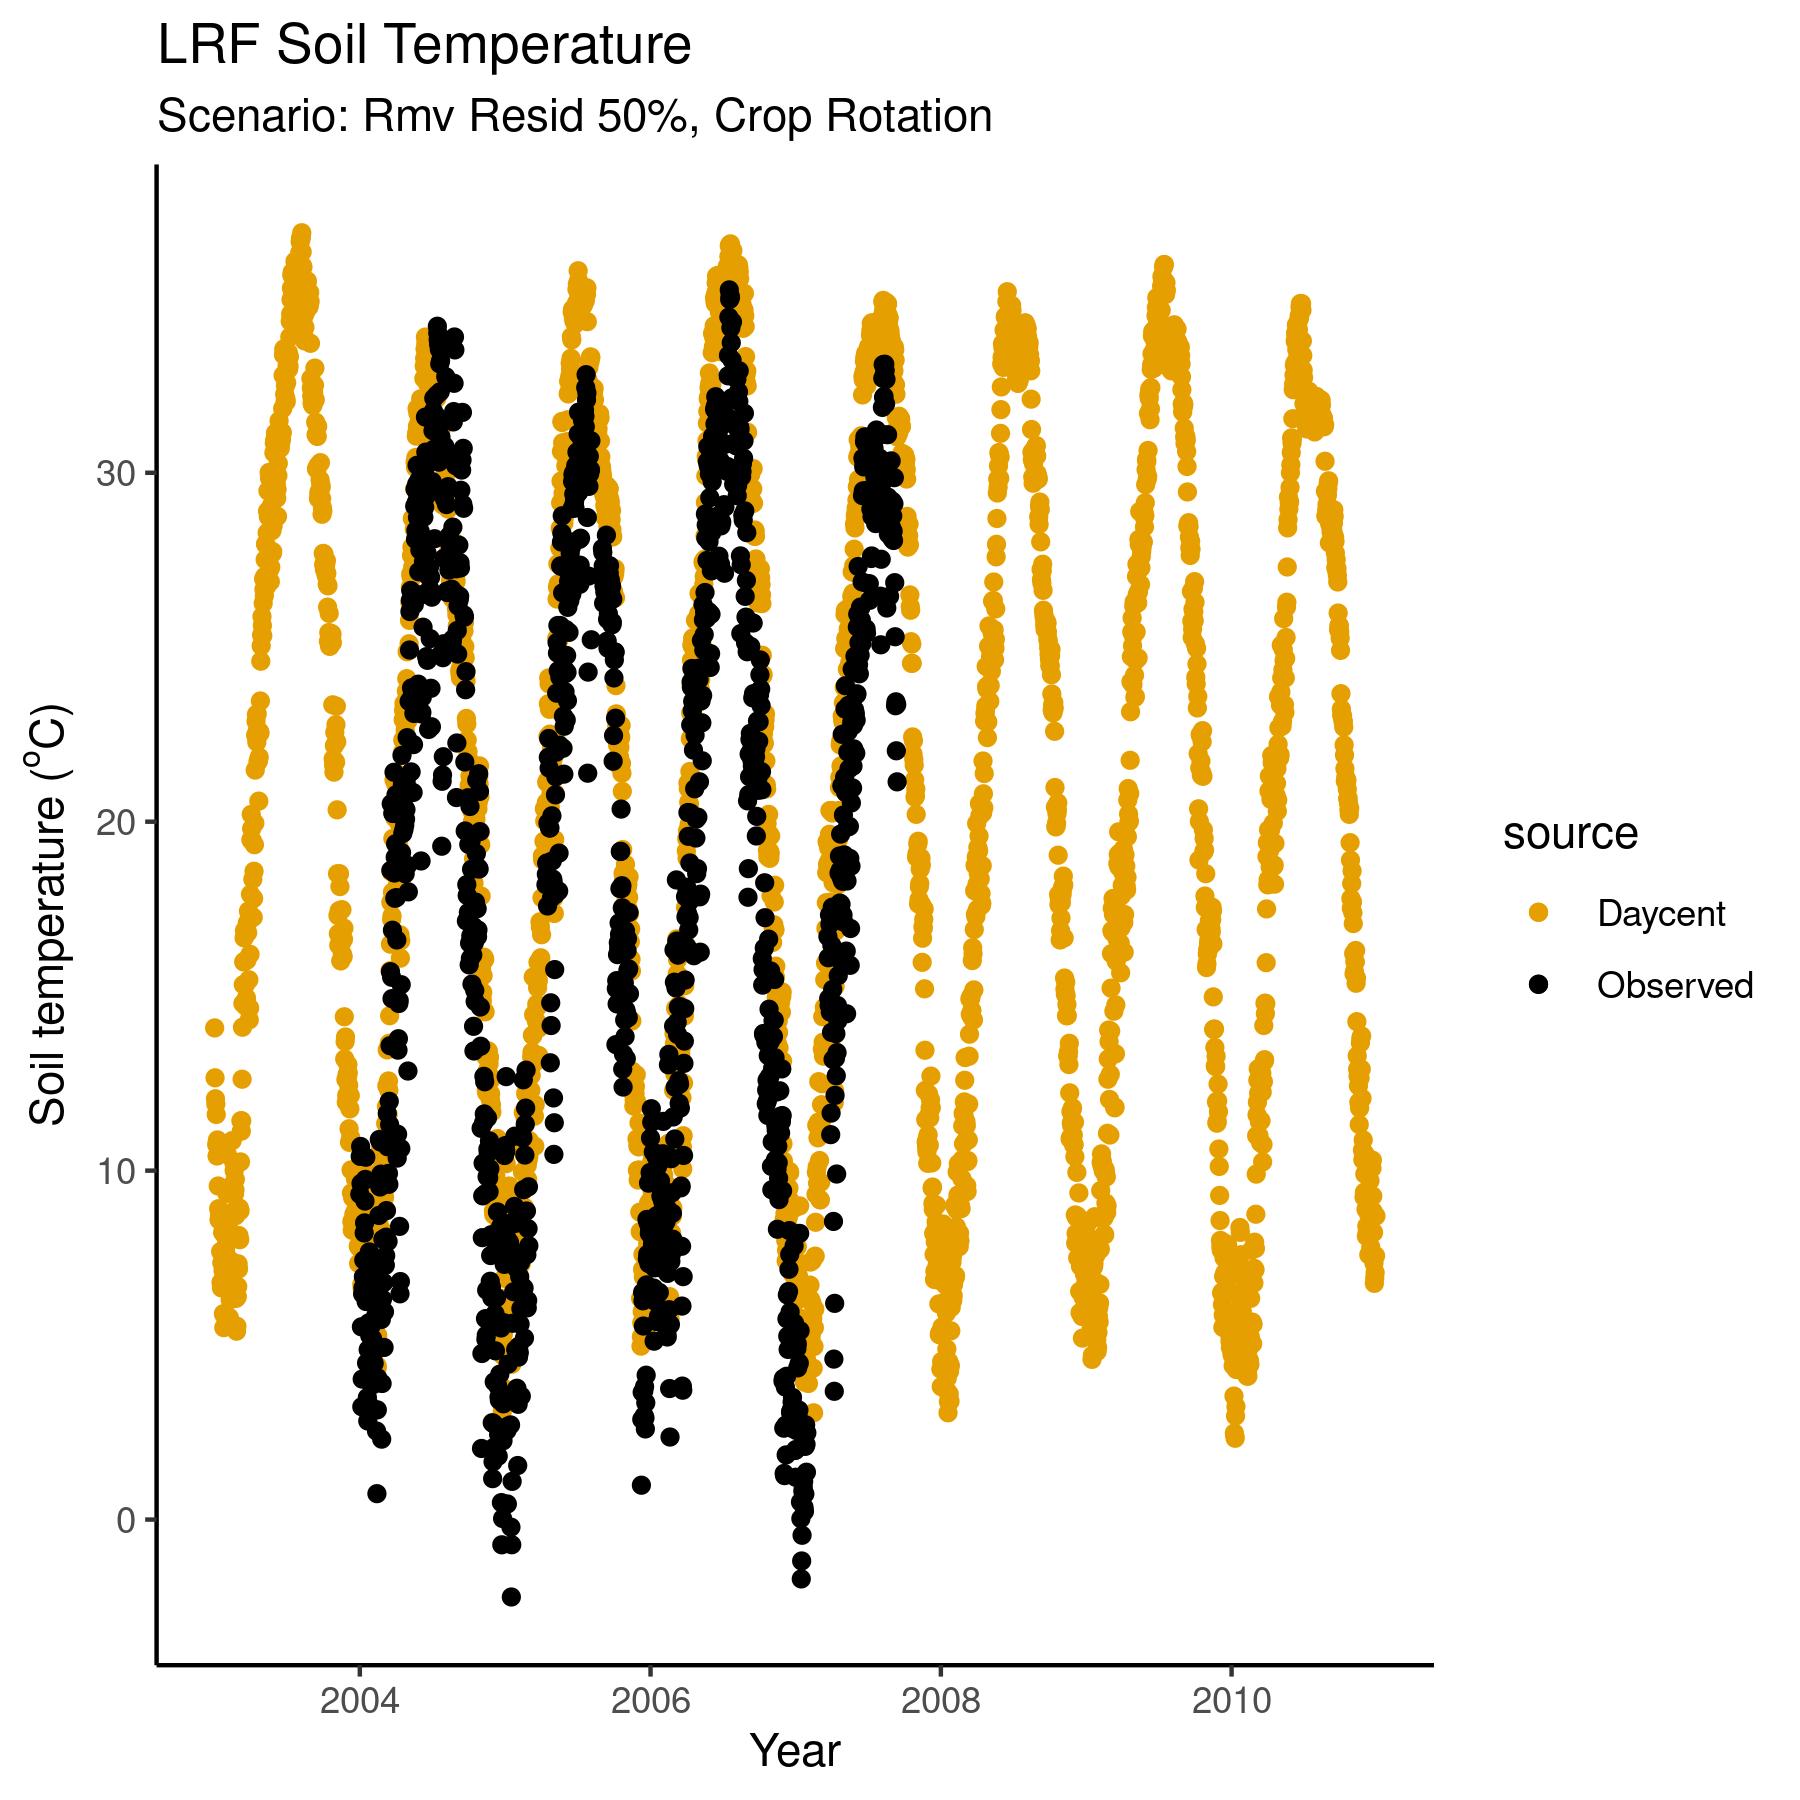 LRF Soil Temperature
Scenario: Rmv Resid 50%, Crop Rotation
Soil temperature (°C)
30
20
10
0
2004 2006 2008 2010
Year
source
Daycent
Observed